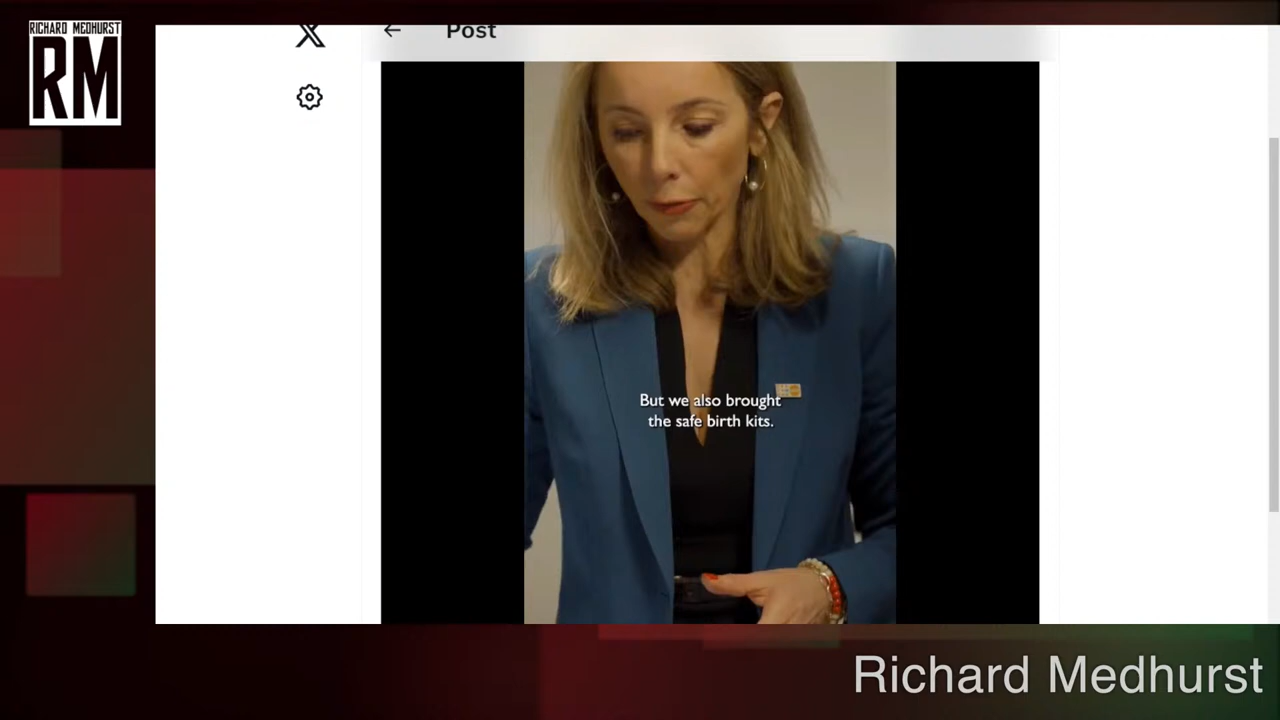 RICHARD MEDHURST
RM
Post
But we also brought
the safe birth kits.
Richard Medhurst